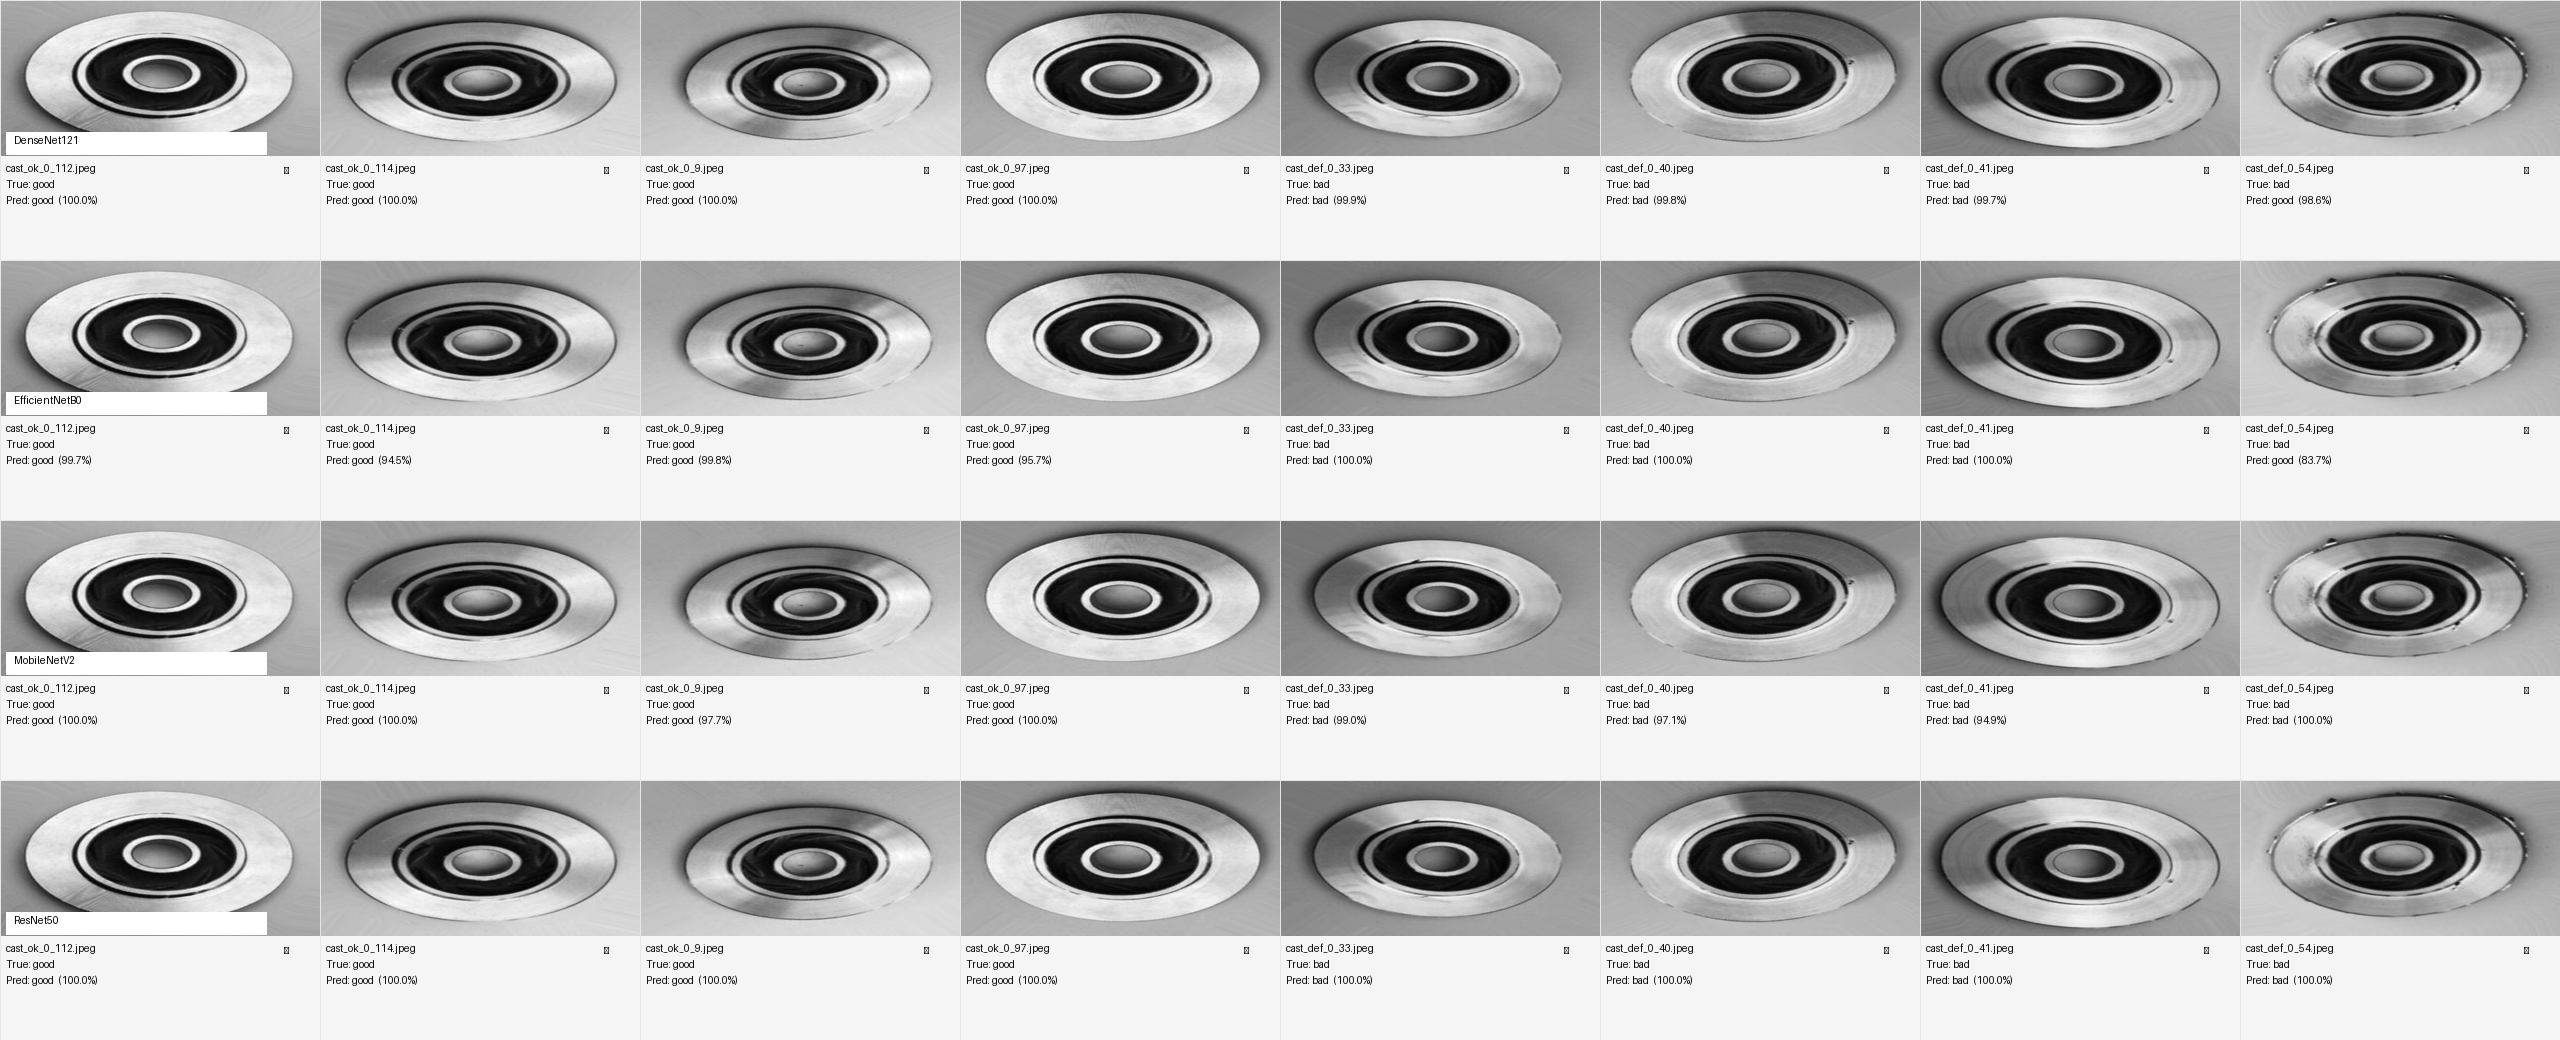 DenseNet121
cast_ok_0_112.jpeg
True: good
Pred: good (100.0%)
cast_ok_0_114.jpeg
True: good
Pred: good (100.0%)
cast_ok_0_9.jpeg
True: good
Pred: good (100.0%)
cast_ok_0_97.jpeg
True: good
Pred: good (100.0%)
cast_def_0_33.jpeg
True: bad
Pred: bad (99.9%)
cast_def_0_40.jpeg
True: bad
Pred: bad (99.8%)
cast_def_0_41.jpeg
True: bad
Pred: bad (99.7%)
cast_def_0_54.jpeg
True: bad
Pred: good (98.6%)
EfficientNetB0
cast_ok_0_112.jpeg
True: good
Pred: good (99.7%)
cast_ok_0_114.jpeg
True: good
Pred: good (94.5%)
cast_ok_0_9.jpeg
True: good
Pred: good (99.8%)
cast_ok_0_97.jpeg
True: good
Pred: good (95.7%)
cast_def_0_33.jpeg
True: bad
Pred: bad (100.0%)
cast_def_0_40.jpeg
True: bad
Pred: bad (100.0%)
cast_def_0_41.jpeg
True: bad
Pred: bad (100.0%)
cast_def_0_54.jpeg
True: bad
Pred: good (83.7%)
MobileNetV2
cast_ok_0_112.jpeg
True: good
Pred: good (100.0%)
cast_ok_0_114.jpeg
True: good
Pred: good (100.0%)
cast_ok_0_9.jpeg
True: good
Pred: good (97.7%)
cast_ok_0_97.jpeg
True: good
Pred: good (100.0%)
cast_def_0_33.jpeg
True: bad
Pred: bad (99.0%)
cast_def_0_40.jpeg
True: bad
Pred: bad (97.1%)
cast_def_0_41.jpeg
True: bad
Pred: bad (94.9%)
cast_def_0_54.jpeg
True: bad
Pred: bad (100.0%)
ResNet50
cast_ok_0_112.jpeg
True: good
Pred: good (100.0%)
cast_ok_0_114.jpeg
True: good
Pred: good (100.0%)
cast_ok_0_9.jpeg
True: good
Pred: good (100.0%)
cast_ok_0_97.jpeg
True: good
Pred: good (100.0%)
cast_def_0_33.jpeg
True: bad
Pred: bad (100.0%)
cast_def_0_40.jpeg
True: bad
Pred: bad (100.0%)
cast_def_0_41.jpeg
True: bad
Pred: bad (100.0%)
cast_def_0_54.jpeg
True: bad
Pred: bad (100.0%)